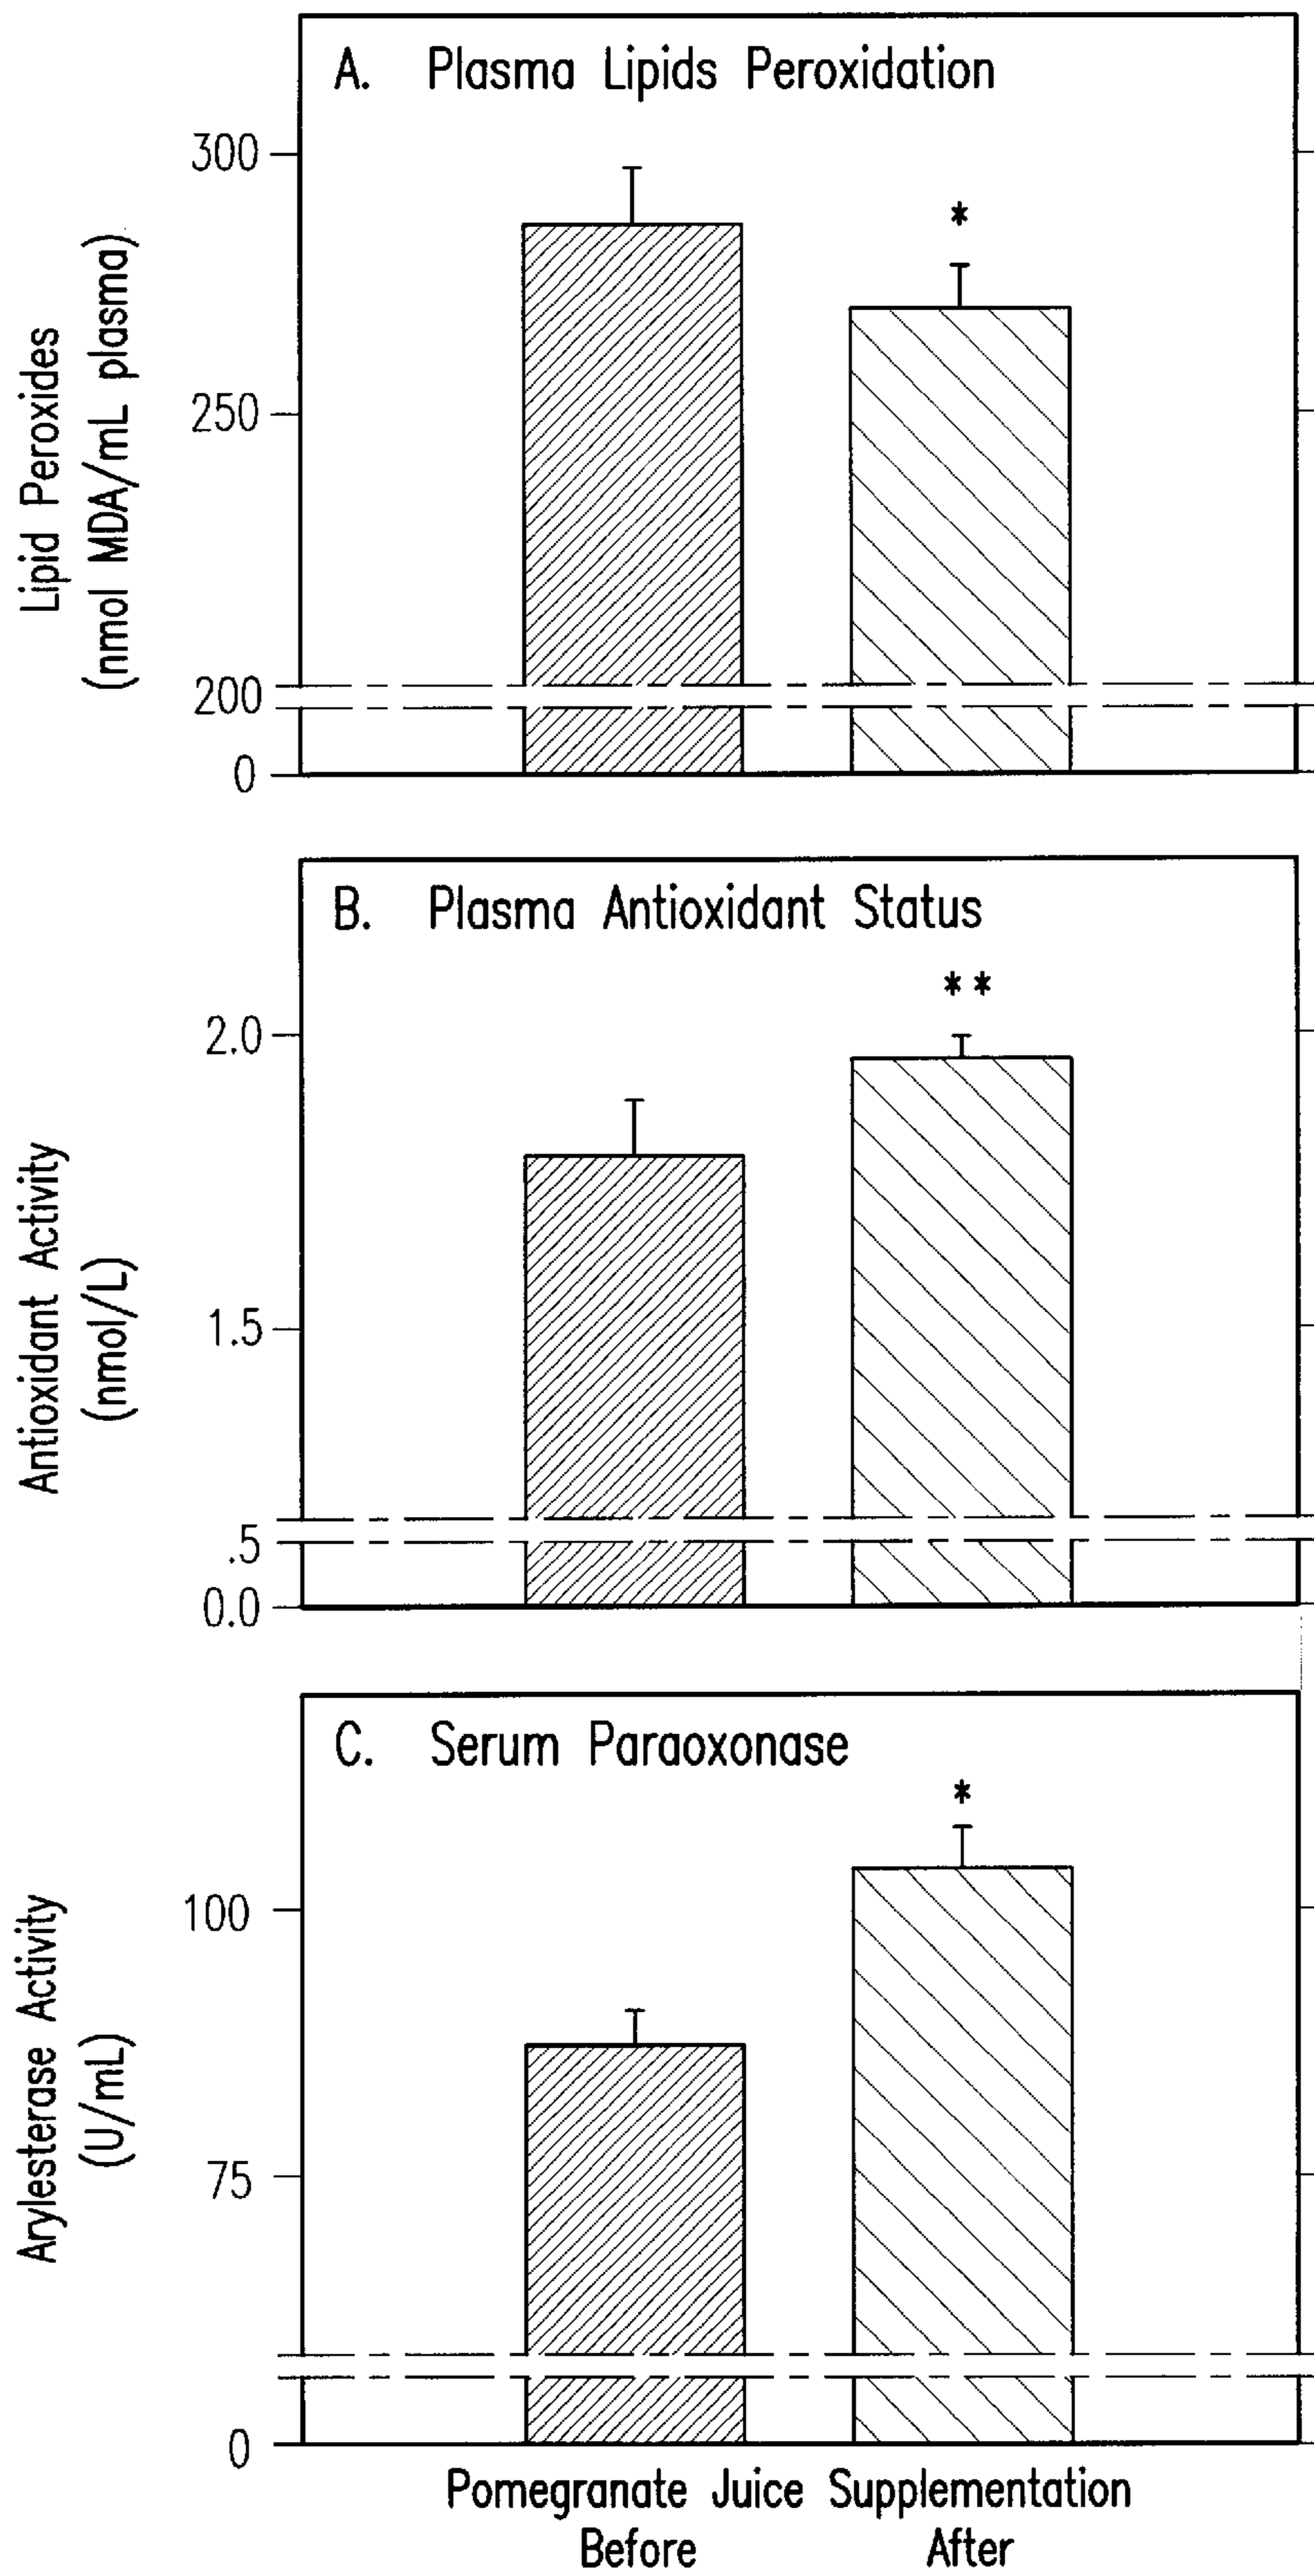 A. Plasma Lipids Peroxidation
Lipid Peroxides
(nmol MDA/mL plasma)
300
250
200
0
*
B. Plasma Antioxidant Status
Antioxidant Activity
(nmol/L)
2.0
1.5
.5
0.0
**
C. Serum Paraoxonase
Arylesterase Activity
(U/mL)
100
75
0
*
Pomegranate Juice Supplementation
Before After